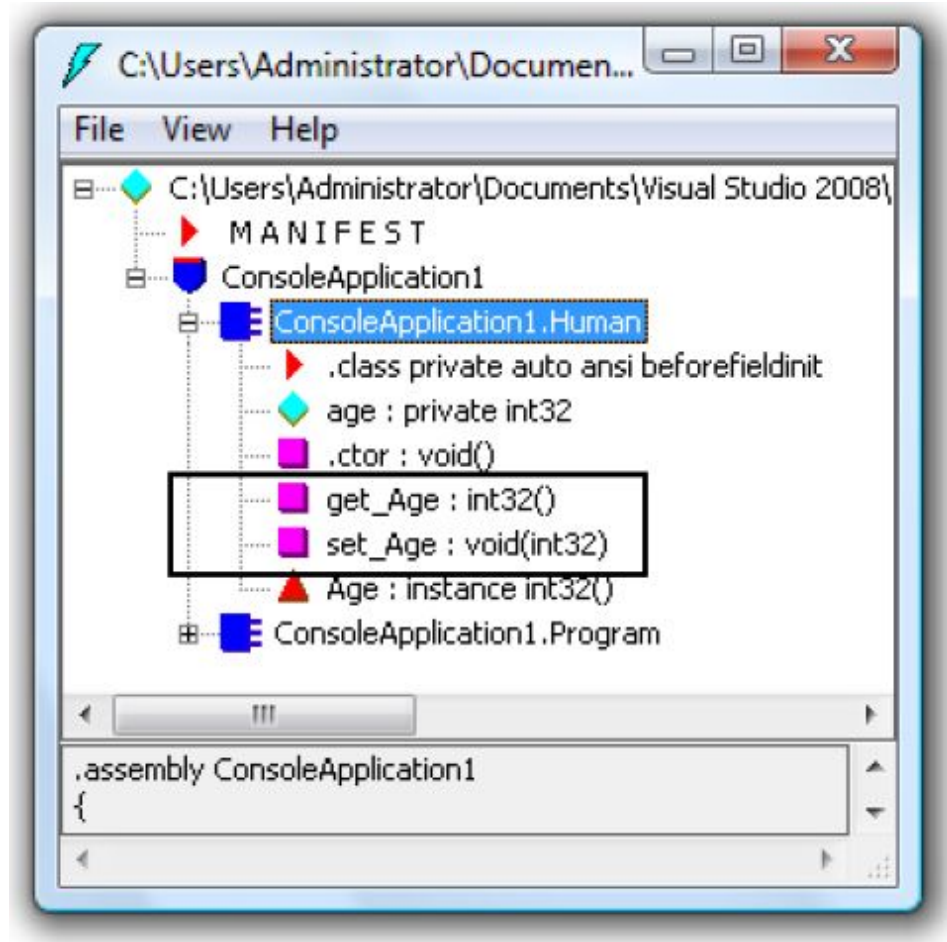 C:\Users\Administrator\Documen...
File View Help
C:\Users\Administrator\Documents\Visual Studio 2008\
M A N I F E S T
ConsoleApplication1
ConsoleApplication1.Human
.class private auto ansi beforefieldinit
age : private int32
.ctor : void()
get_Age : int32()
set_Age : void(int32)
Age : instance int32()
ConsoleApplication1.Program
.assembly ConsoleApplication1
{